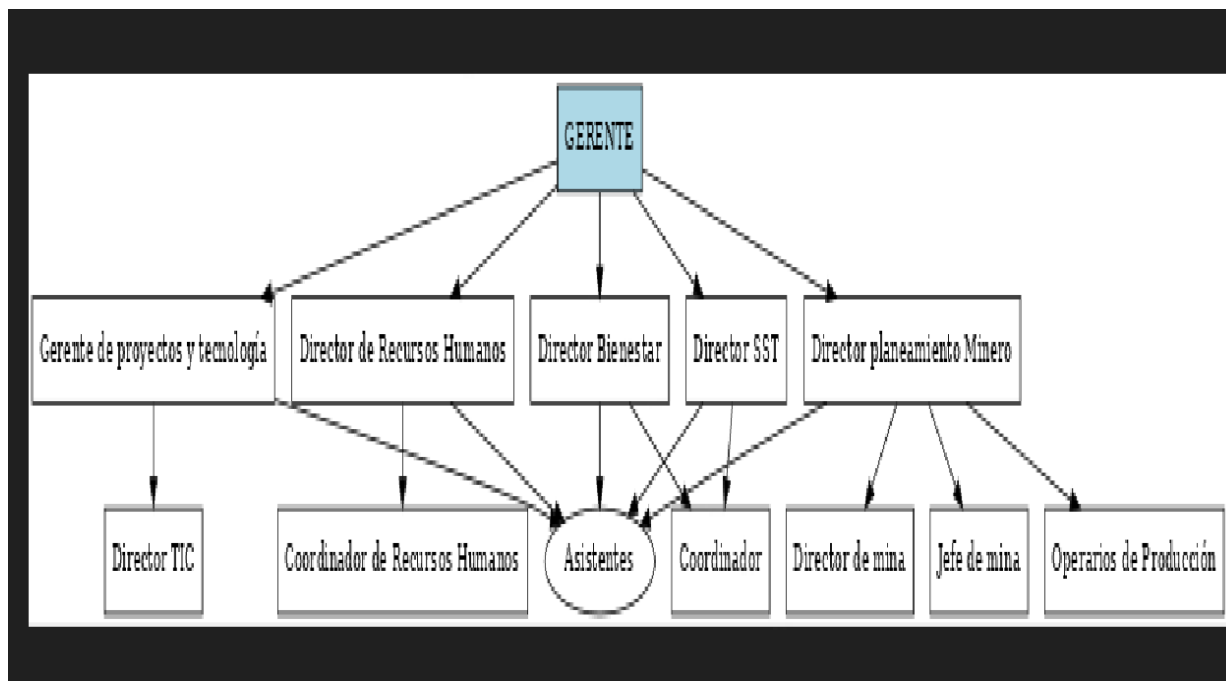 GERENTE
Gerente de proyectos y tecnología
Director de Recursos Humanos
Director Bienestar
Director SST
Director planeamiento Minero
Director TIC
Coordinador de Recursos Humanos
Asistentes
Coordinador
Director de mina
Jefe de mina
Operarios de Producción